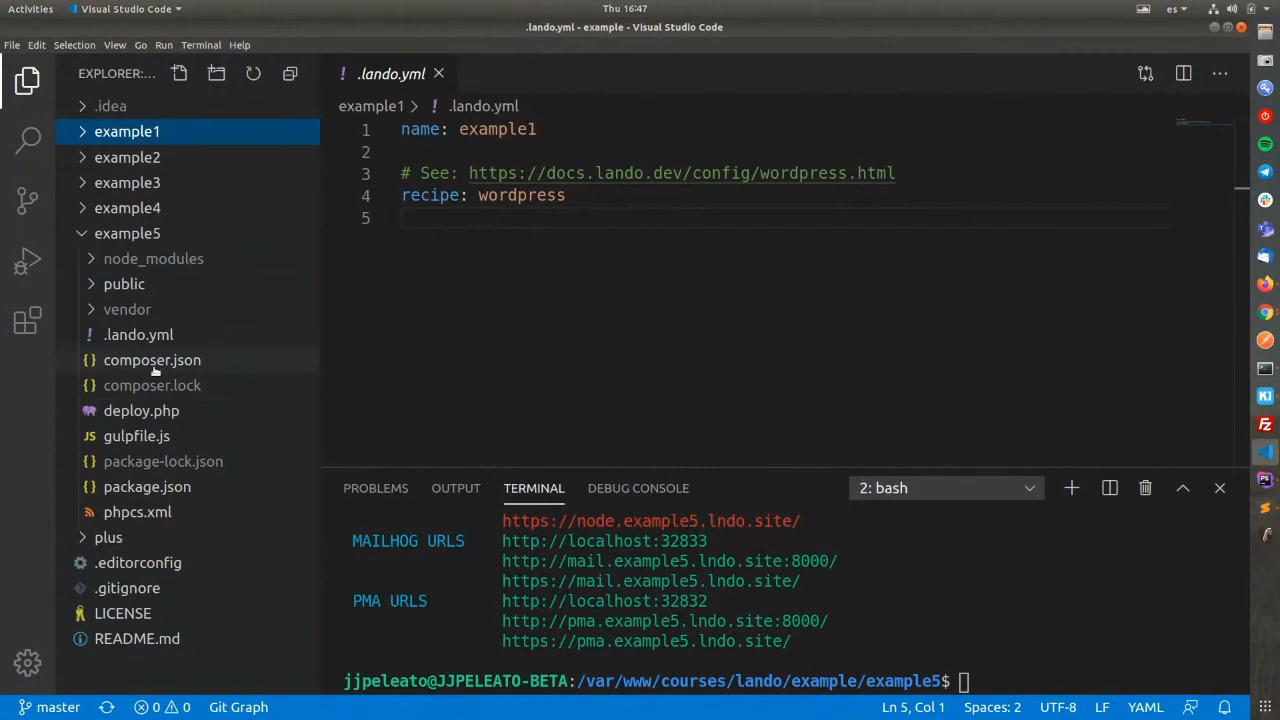 Activities Visual Studio Code Thu 16:47 es
.lando.yml - example - Visual Studio Code
File Edit Selection View Go Run Terminal Help
EXPLORER:...
.idea
example1
example2
example3
example4
example5
node_modules
public
vendor
! .lando.yml
{} composer.json
{} composer.lock
deploy.php
JS gulpfile.js
{} package-lock.json
{} package.json
phpcs.xml
plus
.editorconfig
.gitignore
LICENSE
README.md
! .lando.yml
example1 > ! .lando.yml
1 name: example1
2
3 # See: https://docs.lando.dev/config/wordpress.html
4 recipe: wordpress
5
PROBLEMS OUTPUT TERMINAL DEBUG CONSOLE 2: bash
https://node.example5.lndo.site/
MAILHOG URLS http://localhost:32833
http://mail.example5.lndo.site:8000/
https://mail.example5.lndo.site/
PMA URLS http://localhost:32832
http://pma.example5.lndo.site:8000/
https://pma.example5.lndo.site/
jjpeleato@JJPELEATO-BETA:/var/www/courses/lando/example/example5$
master 0 0 Git Graph Ln 5, Col 1 Spaces: 2 UTF-8 LF YAML